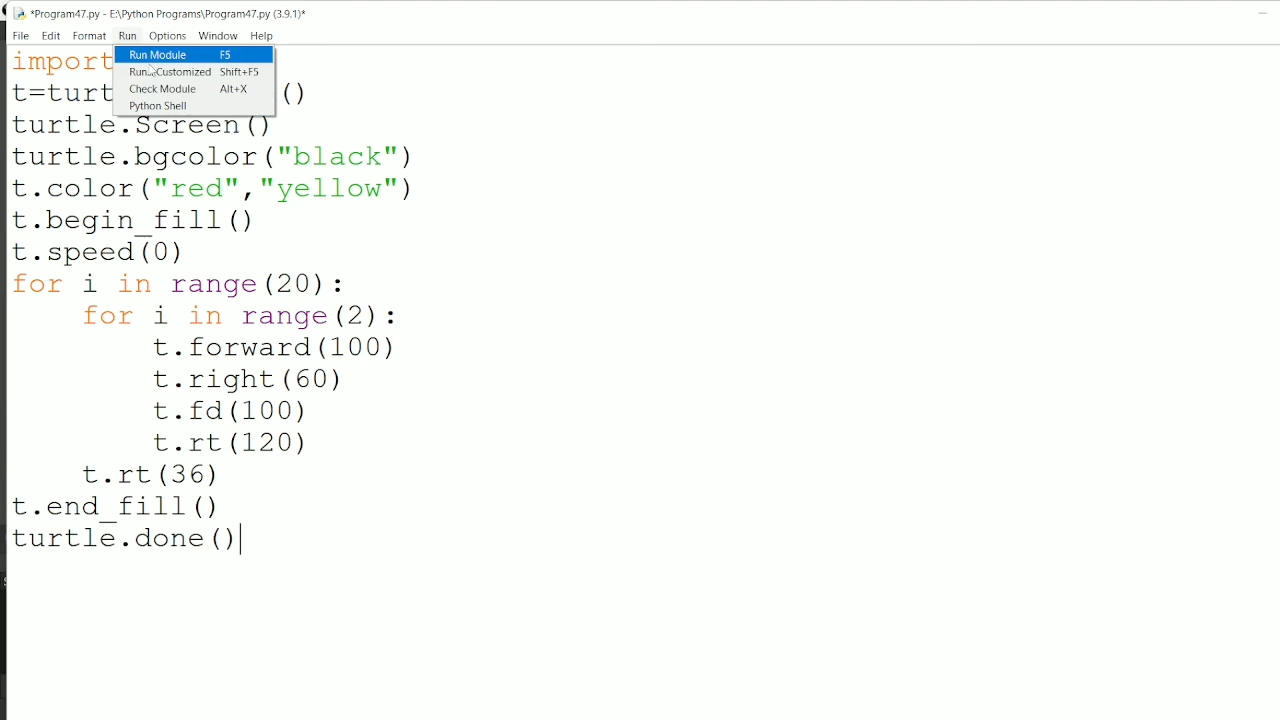 *Program47.py - E:\Python Programs\Program47.py (3.9.1)*
File Edit Format Run Options Window Help
Run Module F5
Run... Customized Shift+F5
Check Module Alt+X
Python Shell
import
t=turt ()
turtle.Screen()
turtle.bgcolor("black")
t.color("red","yellow")
t.begin_fill()
t.speed(0)
for i in range(20):
for i in range(2):
t.forward(100)
t.right(60)
t.fd(100)
t.rt(120)
t.rt(36)
t.end_fill()
turtle.done()